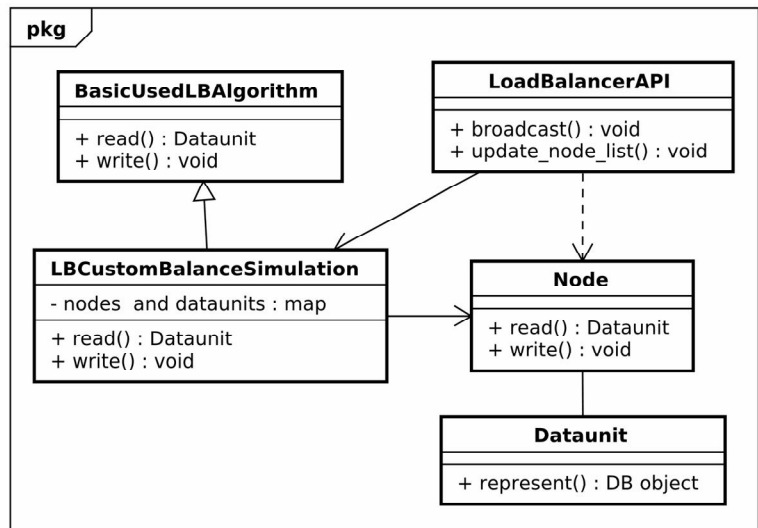 pkg
BasicUsedLBAlgorithm
+ read() : Dataunit
+ write() : void
LoadBalancerAPI
+ broadcast() : void
+ update_node_list() : void
LBCustomBalanceSimulation
- nodes and dataunits : map
+ read() : Dataunit
+ write() : void
Node
+ read() : Dataunit
+ write() : void
Dataunit
+ represent() : DB object